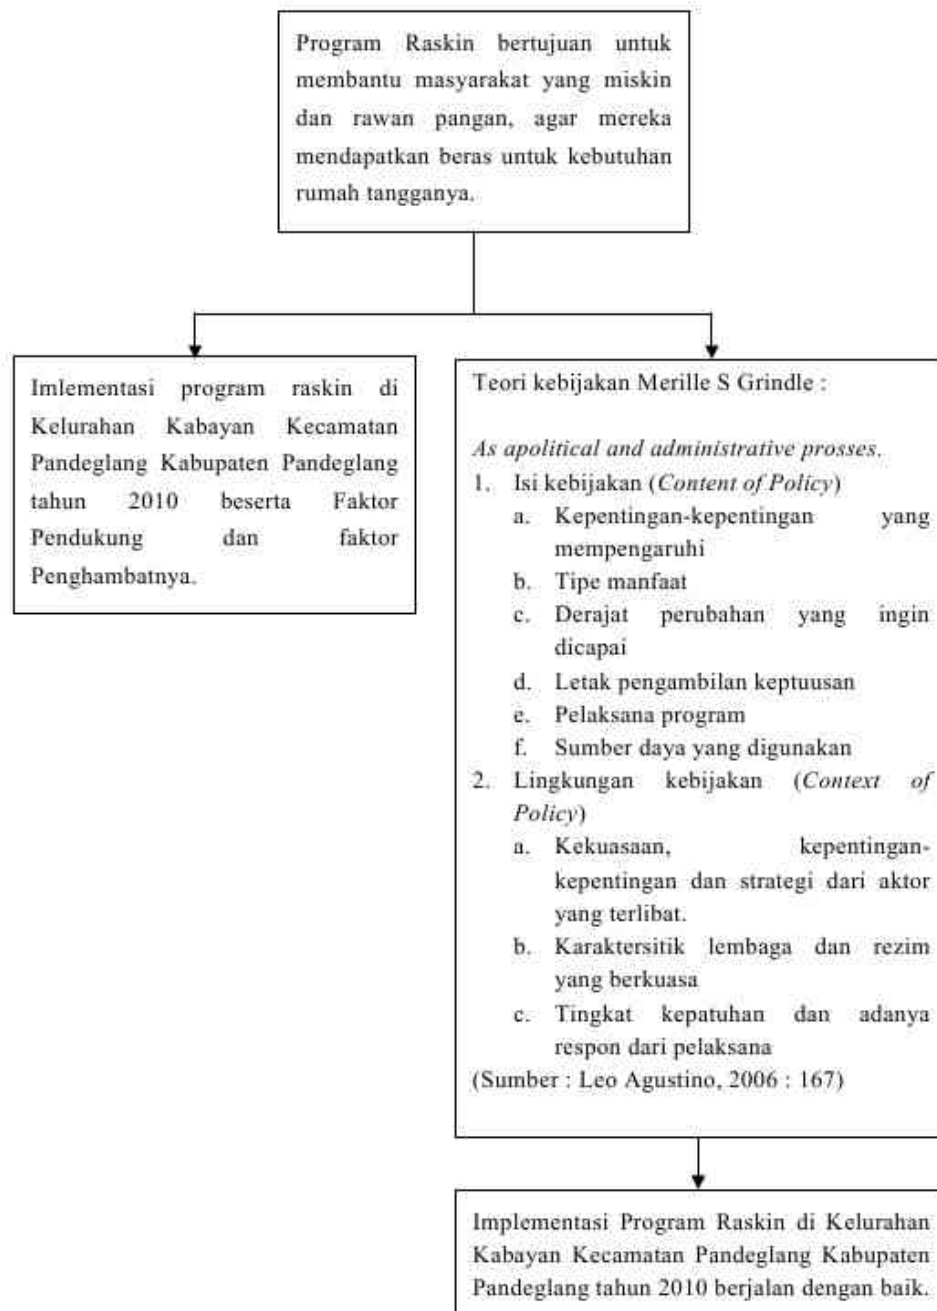 Program Raskin bertujuan untuk
membantu masyarakat yang miskin
dan rawan pangan, agar mereka
mendapatkan beras untuk kebutuhan
rumah tangganya.
Imlementasi program raskin di
Kelurahan Kabayan Kecamatan
Pandeglang Kabupaten Pandeglang
tahun 2010 beserta Faktor
Pendukung dan faktor
Penghambatnya.
Teori kebijakan Merille S Grindle :
As apolitical and administrative prosses.
1. Isi kebijakan (Content of Policy)
a. Kepentingan-kepentingan yang
mempengaruhi
b. Tipe manfaat
c. Derajat perubahan yang ingin
dicapai
d. Letak pengambilan keptuusan
e. Pelaksana program
f. Sumber daya yang digunakan
2. Lingkungan kebijakan (Context of
Policy)
a. Kekuasaan, kepentingan-
kepentingan dan strategi dari aktor
yang terlibat.
b. Karaktersitik lembaga dan rezim
yang berkuasa
c. Tingkat kepatuhan dan adanya
respon dari pelaksana
(Sumber : Leo Agustino, 2006 : 167)
Implementasi Program Raskin di Kelurahan
Kabayan Kecamatan Pandeglang Kabupaten
Pandeglang tahun 2010 berjalan dengan baik.